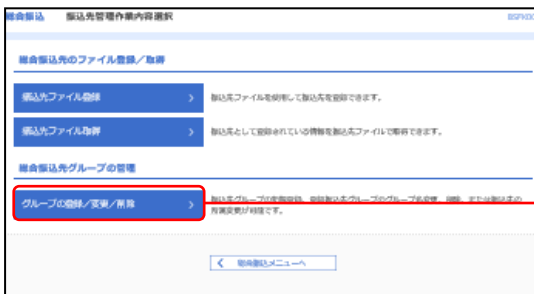 総合振込 振込先管理作業内容選択 BSFK00
総合振込先のファイル登録／取得
振込先ファイル登録 振込先ファイルを使用して振込先を登録できます。
振込先ファイル取得 振込先として登録されている情報を振込先ファイルで取得できます。
総合振込先グループの管理
グループの登録／変更／削除 振込先グループの新規登録、登録振込先グループのグループ名変更、削除、または振込先の
所属変更が可能です。
総合振込メニューへ